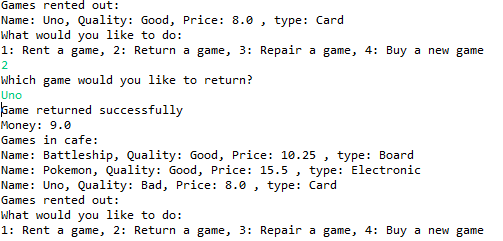 Games rented out:
Name: Uno, Quality: Good, Price: 8.0 , type: Card
What would you like to do:
1: Rent a game, 2: Return a game, 3: Repair a game, 4: Buy a new game
2
Which game would you like to return?
Uno
Game returned successfully
Money: 9.0
Games in cafe:
Name: Battleship, Quality: Good, Price: 10.25 , type: Board
Name: Pokemon, Quality: Good, Price: 15.5 , type: Electronic
Name: Uno, Quality: Bad, Price: 8.0 , type: Card
Games rented out:
What would you like to do:
1: Rent a game, 2: Return a game, 3: Repair a game, 4: Buy a new game